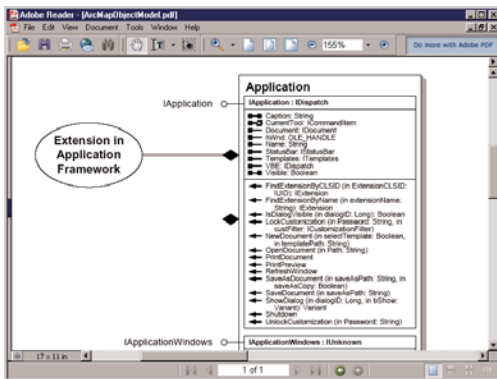 Adobe Reader - [ArcMapObjectModel.pdf]
File Edit View Document Tools Window Help
155%
Do more with Adobe PDF
Application
IApplication
IApplication : IDispatch
Caption: String
CurrentTool: ICommandItem
Document: IDocument
hWnd: OLE_HANDLE
Name: String
StatusBar: IStatusBar
Templates: ITemplates
VBE: IDispatch
Visible: Boolean
Extension in
Application
Framework
FindExtensionByCLSID (in ExtensionCLSID:
IUID): IExtension
FindExtensionByName (in extensionName:
String): IExtension
IsDialogVisible (in dialogID: Long): Boolean
LockCustomization (in Password: String, in
custFilter: ICustomizationFilter)
NewDocument (in selectTemplate: Boolean,
in templatePath: String)
OpenDocument (in Path: String)
PrintDocument
PrintPreview
RefreshWindow
SaveAsDocument (in saveAsPath: String, in
saveAsCopy: Boolean)
SaveDocument (in saveAsPath: String)
ShowDialog (in dialogID: Long, in bShow:
Variant): Variant
Shutdown
UnlockCustomization (in Password: String)
IApplicationWindows
IApplicationWindows : IUnknown
17 x 11 in
1 of 1